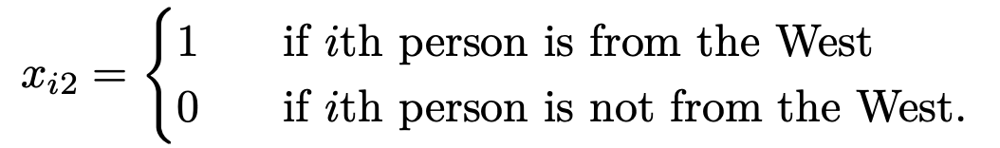 x_{i2} = { 1 if ith person is from the West
0 if ith person is not from the West.